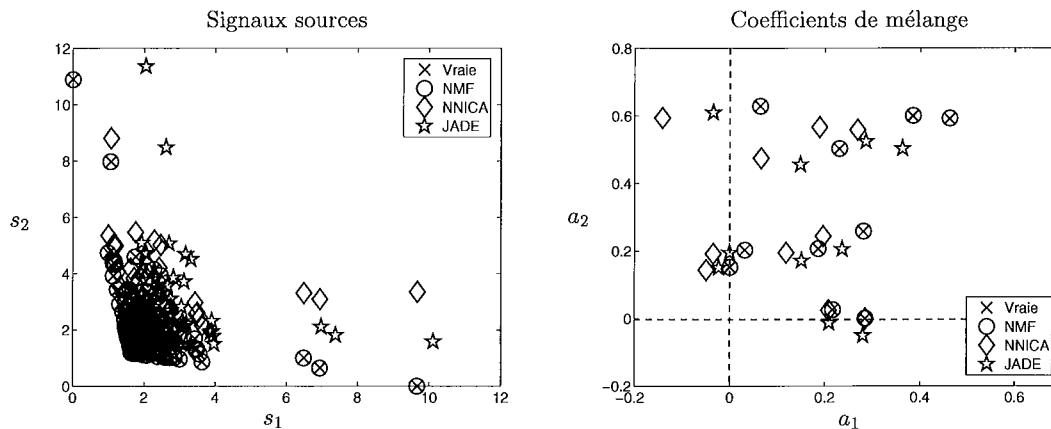 Signaux sources
12
10
8
6
4
2
0
0 2 4 6 8 10 12
s2
s1
Vraie
NMF
NNICA
JADE
Coefficients de mélange
0.8
0.6
0.4
0.2
0
−0.2
−0.2 0 0.2 0.4 0.6
a2
a1
Vraie
NMF
NNICA
JADE